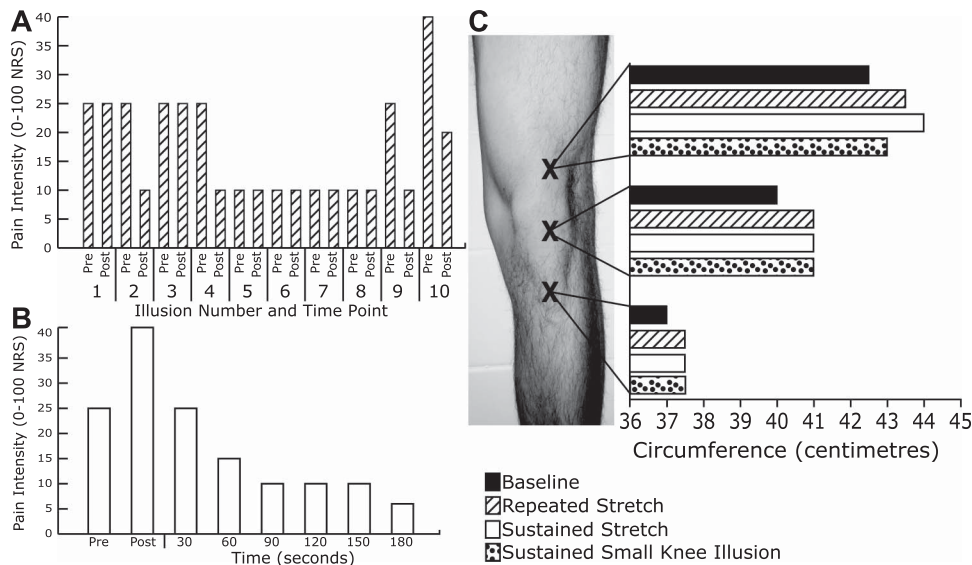 A
Pain Intensity (0-100 NRS)
40
35
30
25
20
15
10
5
0
Pre Post Pre Post Pre Post Pre Post Pre Post Pre Post Pre Post Pre Post Pre Post Pre Post
1 2 3 4 5 6 7 8 9 10
Illusion Number and Time Point
B
Pain Intensity (0-100 NRS)
40
35
30
25
20
15
10
5
0
Pre Post 30 60 90 120 150 180
Time (seconds)
C
X
X
X
36 37 38 39 40 41 42 43 44 45
Circumference (centimetres)
Baseline
Repeated Stretch
Sustained Stretch
Sustained Small Knee Illusion